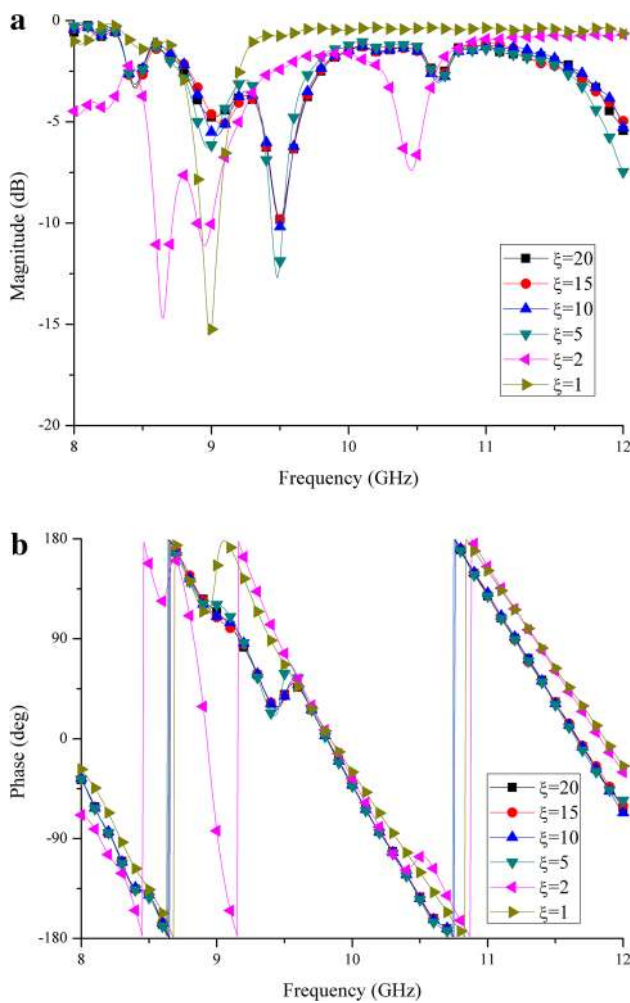 a
0
-5
-10
-15
-20
Magnitude (dB)
ξ=20
ξ=15
ξ=10
ξ=5
ξ=2
ξ=1
8 9 10 11 12
Frequency (GHz)
b
180
90
0
-90
-180
Phase (deg)
ξ=20
ξ=15
ξ=10
ξ=5
ξ=2
ξ=1
8 9 10 11 12
Frequency (GHz)